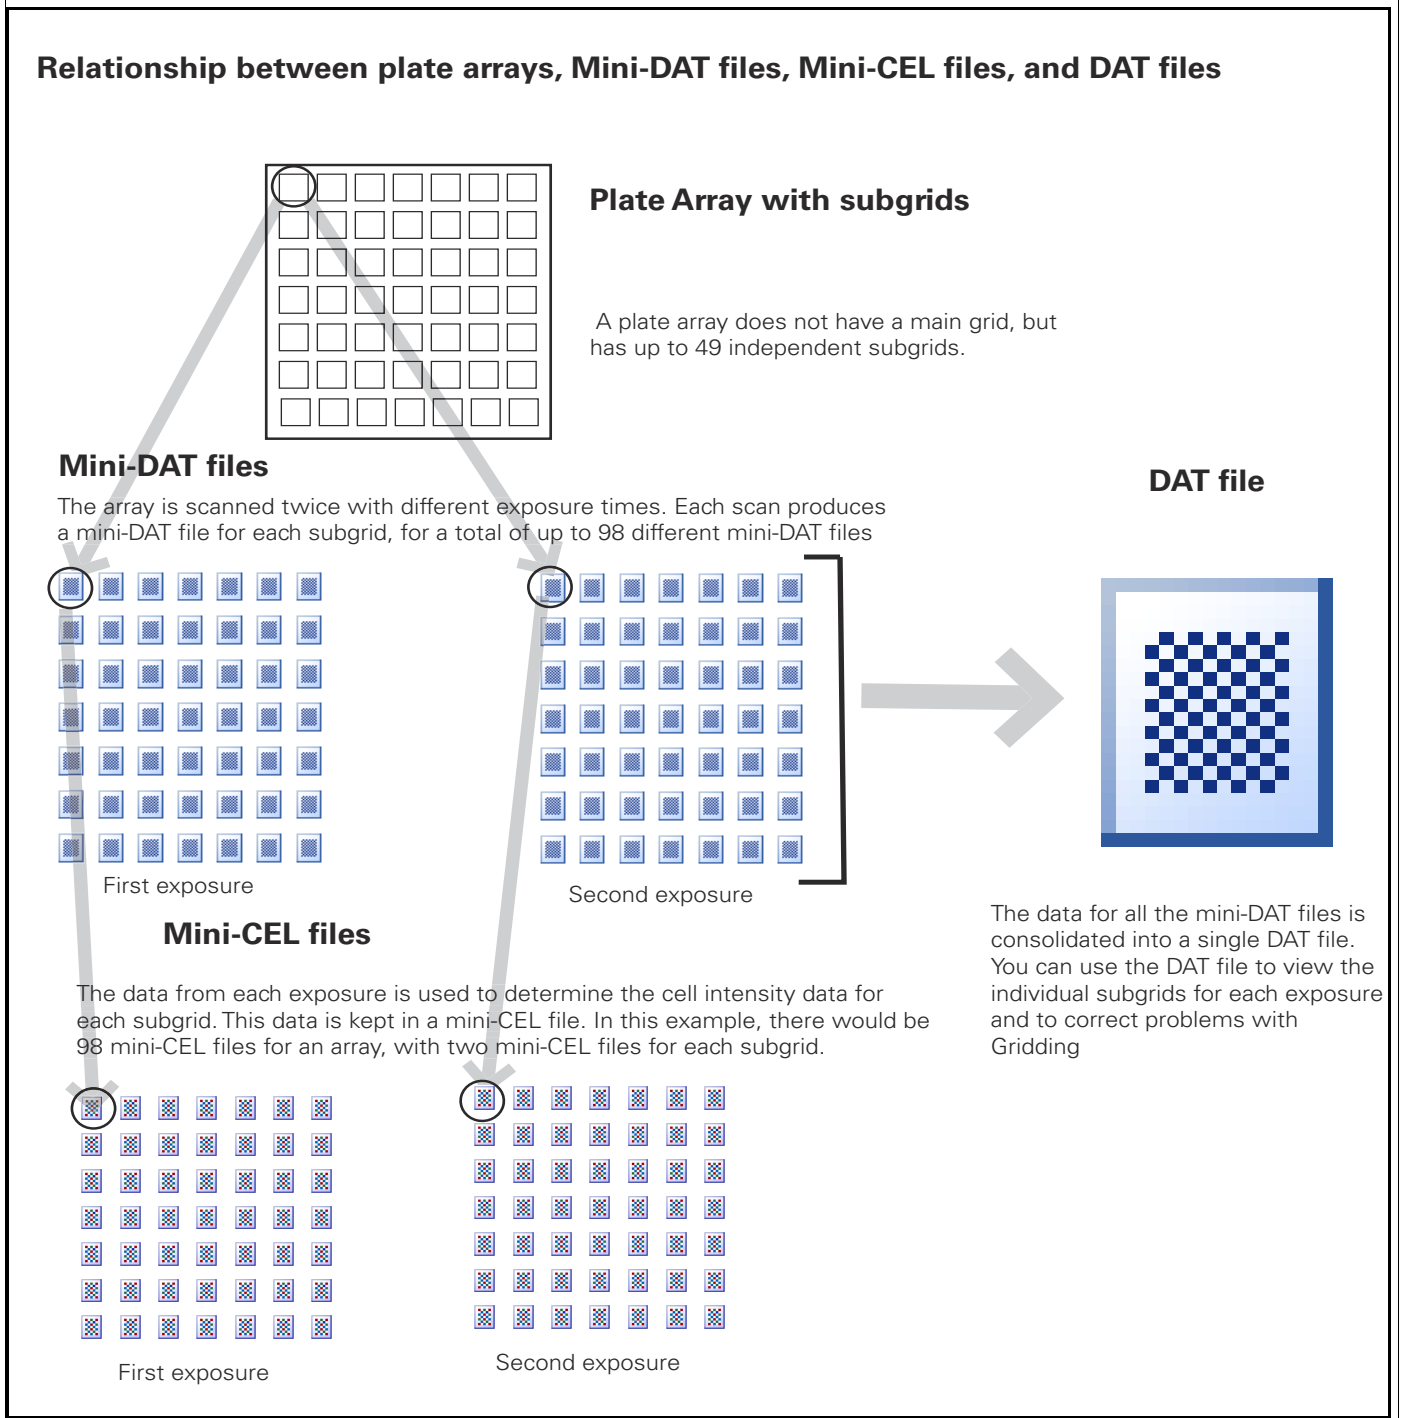 Relationship between plate arrays, Mini-DAT files, Mini-CEL files, and DAT files
Plate Array with subgrids
A plate array does not have a main grid, but
has up to 49 independent subgrids.
Mini-DAT files
The array is scanned twice with different exposure times. Each scan produces
a mini-DAT file for each subgrid, for a total of up to 98 different mini-DAT files
First exposure
Second exposure
DAT file
The data for all the mini-DAT files is
consolidated into a single DAT file.
You can use the DAT file to view the
individual subgrids for each exposure
and to correct problems with
Gridding
Mini-CEL files
The data from each exposure is used to determine the cell intensity data for
each subgrid. This data is kept in a mini-CEL file. In this example, there would be
98 mini-CEL files for an array, with two mini-CEL files for each subgrid.
First exposure
Second exposure